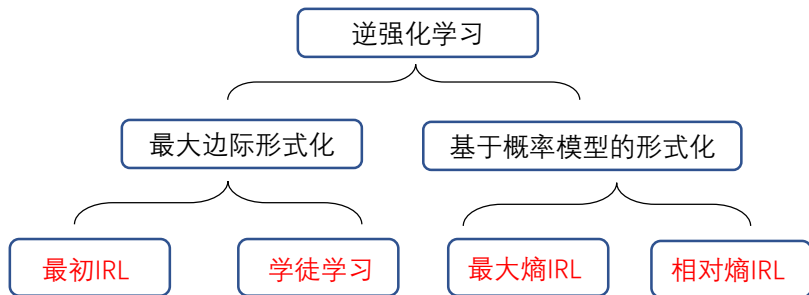 逆强化学习
最大边际形式化
基于概率模型的形式化
最初IRL
学徒学习
最大熵IRL
相对熵IRL